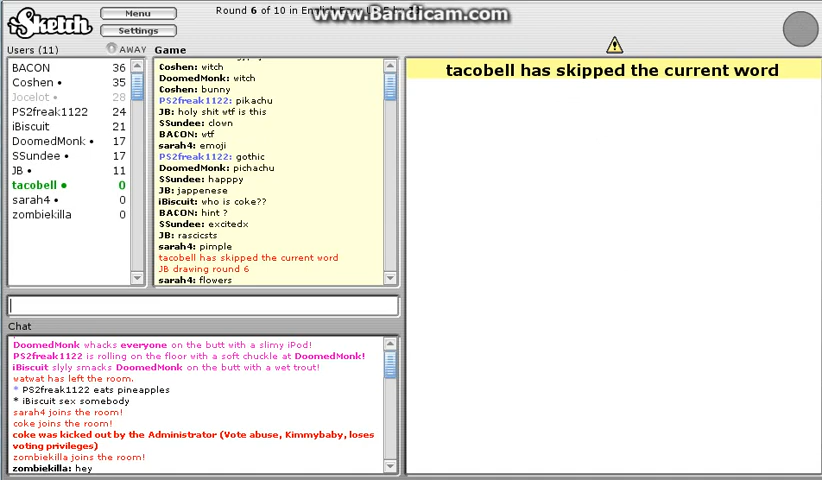 iSketch
Menu
Settings
Round 6 of 10 in English
www.Bandicam.com
Users (11)
AWAY
Game
BACON 36
Coshen • 35
Jocelot • 28
PS2freak1122 24
iBiscuit 21
DoomedMonk • 17
SSundee • 17
JB • 11
tacobell • 0
sarah4 • 0
zombiekilla 0
Coshen: witch
DoomedMonk: witch
Coshen: bunny
PS2freak1122: pikachu
JB: holy shit wtf is this
SSundee: clown
BACON: wtf
sarah4: emoji
PS2freak1122: gothic
DoomedMonk: pichachu
SSundee: happpy
JB: jappenese
iBiscuit: who is coke??
BACON: hint ?
SSundee: excitedx
JB: rascicsts
sarah4: pimple
tacobell has skipped the current word
JB drawing round 6
sarah4: flowers
tacobell has skipped the current word
Chat
DoomedMonk whacks everyone on the butt with a slimy iPod!
PS2freak1122 is rolling on the floor with a soft chuckle at DoomedMonk!
iBiscuit slyly smacks DoomedMonk on the butt with a wet trout!
vatwat has left the room.
* PS2freak1122 eats pineapples
* iBiscuit sex somebody
sarah4 joins the room!
coke joins the room!
coke was kicked out by the Administrator (Vote abuse, Kimmybaby, loses
voting privileges)
zombiekilla joins the room!
zombiekilla: hey